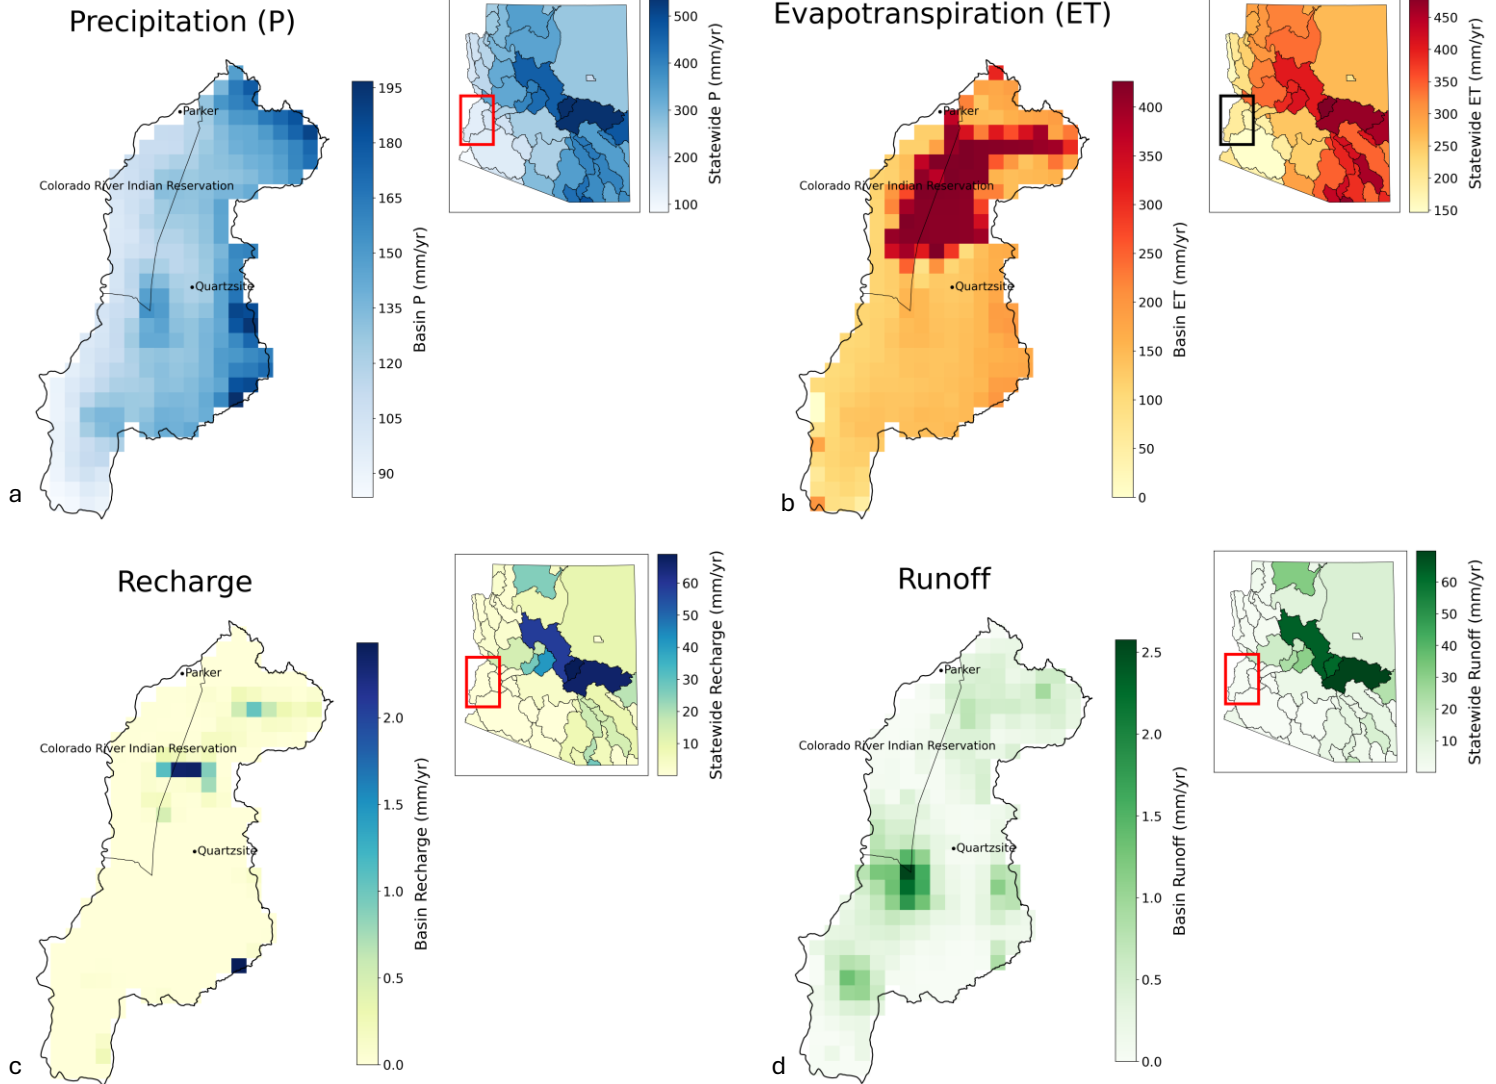 Precipitation (P)
Parker
Colorado River Indian Reservation
Quartzsite
195
180
165
150
135
120
105
90
Basin P (mm/yr)
500
400
300
200
100
Statewide P (mm/yr)
a
Evapotranspiration (ET)
Parker
Colorado River Indian Reservation
Quartzsite
400
350
300
250
200
150
100
50
0
Basin ET (mm/yr)
450
400
350
300
250
200
150
Statewide ET (mm/yr)
b
Recharge
Parker
Colorado River Indian Reservation
Quartzsite
2.0
1.5
1.0
0.5
0.0
Basin Recharge (mm/yr)
60
50
40
30
20
10
Statewide Recharge (mm/yr)
c
Runoff
Parker
Colorado River Indian Reservation
Quartzsite
2.5
2.0
1.5
1.0
0.5
0.0
Basin Runoff (mm/yr)
60
50
40
30
20
10
Statewide Runoff (mm/yr)
d